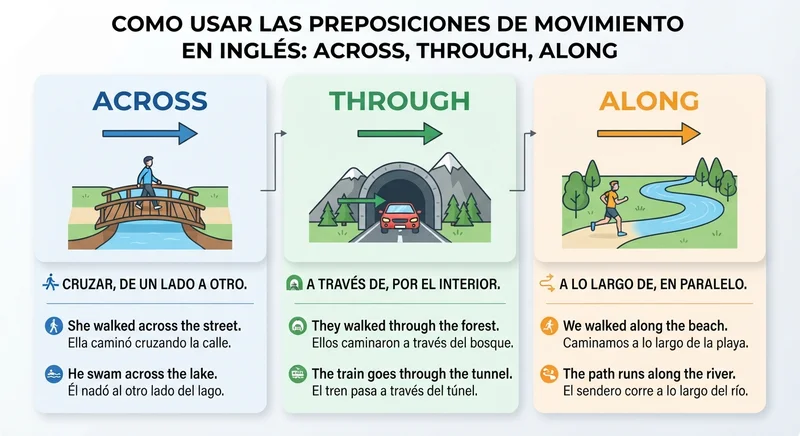 COMO USAR LAS PREPOSICIONES DE MOVIMIENTO
EN INGLÉS: ACROSS, THROUGH, ALONG
ACROSS
CRUZAR, DE UN LADO A OTRO.
She walked across the street.
Ella caminó cruzando la calle.
He swam across the lake.
Él nadó al otro lado del lago.
THROUGH
A TRAVÉS DE, POR EL INTERIOR.
They walked through the forest.
Ellos caminaron a través del bosque.
The train goes through the tunnel.
El tren pasa a través del túnel.
ALONG
A LO LARGO DE, EN PARALELO.
We walked along the beach.
Caminamos a lo largo de la playa.
The path runs along the river.
El sendero corre a lo largo del río.